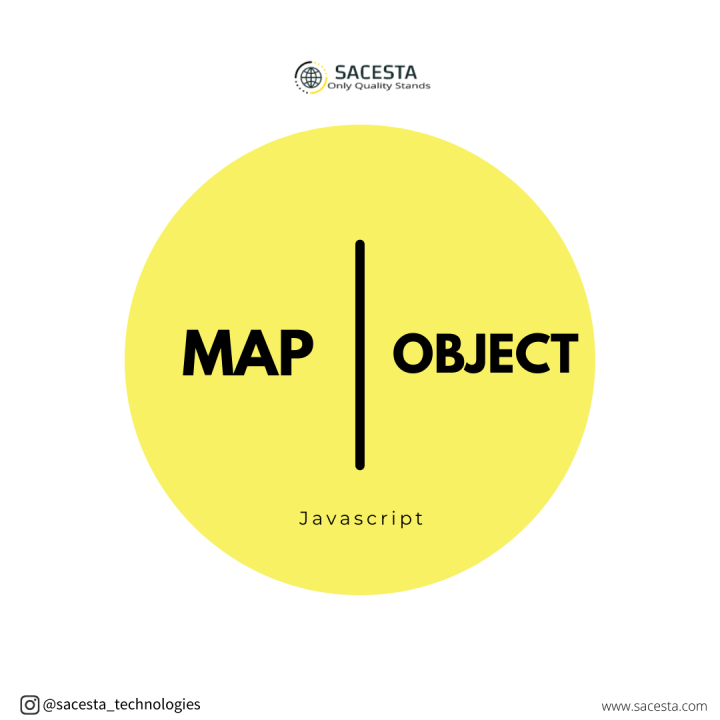 SACESTA
Only Quality Stands
MAP
OBJECT
Javascript
@sacesta_technologies
www.sacesta.com